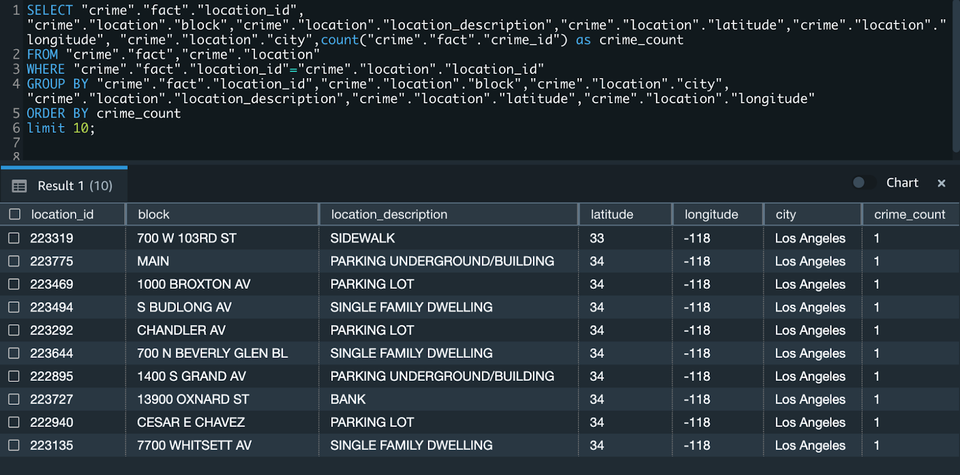 1 SELECT "crime"."fact"."location_id",
"crime"."location"."block","crime"."location"."location_description","crime"."location"."latitude","crime"."location"."
longitude", "crime"."location"."city",count("crime"."fact"."crime_id") as crime_count
2 FROM "crime"."fact","crime"."location"
3 WHERE "crime"."fact"."location_id"="crime"."location"."location_id"
4 GROUP BY "crime"."fact"."location_id","crime"."location"."block","crime"."location"."city",
"crime"."location"."location_description","crime"."location"."latitude","crime"."location"."longitude"
5 ORDER BY crime_count
6 limit 10;
7
8
Result 1 (10) Chart ×
location_id block location_description latitude longitude city crime_count
223319 700 W 103RD ST SIDEWALK 33 -118 Los Angeles 1
223775 MAIN PARKING UNDERGROUND/BUILDING 34 -118 Los Angeles 1
223469 1000 BROXTON AV PARKING LOT 34 -118 Los Angeles 1
223494 S BUDLONG AV SINGLE FAMILY DWELLING 34 -118 Los Angeles 1
223292 CHANDLER AV PARKING LOT 34 -118 Los Angeles 1
223644 700 N BEVERLY GLEN BL SINGLE FAMILY DWELLING 34 -118 Los Angeles 1
222895 1400 S GRAND AV PARKING UNDERGROUND/BUILDING 34 -118 Los Angeles 1
223727 13900 OXNARD ST BANK 34 -118 Los Angeles 1
222940 CESAR E CHAVEZ PARKING LOT 34 -118 Los Angeles 1
223135 7700 WHITSETT AV SINGLE FAMILY DWELLING 34 -118 Los Angeles 1